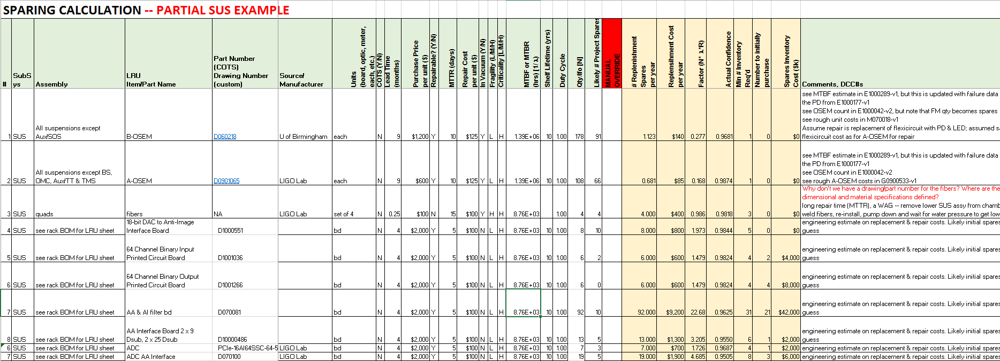 SPARING CALCULATION -- PARTIAL SUS EXAMPLE
# SubSys Assembly LRU Item/Part Name Part Number (COTS) Drawing Number (custom) Source/ Manufacturer Units (board, optic, meter, each, etc.) COTS (Y/N) Lead Time (months) Purchase Price per unit ($) Repairable? (Y/N) MTTR (days) Repair Cost per unit ($) In Vacuum (Y/N) Fragility (L/M/H) Criticality [L/M/H) MTBF or MTBR (hrs) [1/λ) Shelf Lifetime (yrs) Duty Cycle Qty/ifo [N] Likely # Project Spares MANUAL OVERRIDE # Replenishment Spares per year Replensilment Cost per year Factor (N* λ*R) Actual Confidence Min # Inventory Req'd Number to initially purchase Spares Inventory Cost ($k) Comments, DCC#s
1 SUS All suspensions except Aux/SOS B-OSEM D060218 U of Birmingham each N 9 $1,200 Y 10 $125 Y L H 1.39E+06 10 1.00 178 91 1.123 $140 0.277 0.9681 1 0 $0
see MTBF estimate in E1000289-v1, but this is updated with failure data
the PD from E1000177-v1
see OSEM count in E1000042-v2, but note that FM qty becomes spares
see rough unit costs in M070018-v1
Assume repair is replacement of flexicircuit with PD & LED; assumed sa
flexicircuit cost as for A-OSEM for repair
2 SUS All suspensions except BS, OMC, Aux/TT & TMS A-OSEM D0901065 LIGO Lab each N 9 $600 Y 10 $125 Y L H 1.39E+06 10 1.00 108 66 0.681 $85 0.168 0.9874 1 0 $0
see MTBF estimate in E1000289-v1, but this is updated with failure data
the PD from E1000177-v1
see OSEM count in E1000042-v2
see rough A-OSEM costs in G0900533-v1
3 SUS quads fibers NA LIGO Lab set of 4 N 0.25 $100 N 15 $100 Y H H 8.76E+03 1.00 4 4 4.000 $400 0.986 0.9818 3 0 $0
Why don't we have a drawing/part number for the fibers? Where are the
dimensional and material specifications defined?
long repair time (MTTR), a WAG -- remove lower SUS assy from chamb
weld fibers, re-install, pump down and wait for water pressure to get low
4 SUS see rack BOM for LRU sheet 18-bit DAC to Anti-Image Interface Board D1000551 bd N 4 $2,000 Y 5 $100 N L H 8.76E+03 10 1.00 8 10 8.000 $800 1.973 0.9844 5 0 $0
engineering estimate on replacement & repair costs. Likely initial spares
guess
5 SUS see rack BOM for LRU sheet 64 Channel Binary Input Printed Circuit Board D1001036 bd N 4 $2,000 Y 5 $100 N L H 8.76E+03 10 1.00 6 2 6.000 $600 1.479 0.9824 4 2 $4,000
engineering estimate on replacement & repair costs. Likely initial spares
guess
6 SUS see rack BOM for LRU sheet 64 Channel Binary Output Printed Circuit Board D1001266 bd N 4 $2,000 Y 5 $100 N L H 8.76E+03 10 1.00 6 0 6.000 $600 1.479 0.9824 4 4 $8,000
engineering estimate on replacement & repair costs. Likely initial spares
guess
7 SUS see rack BOM for LRU sheet AA & AI filter bd D070081 bd N 4 $2,000 Y 5 $100 N L H 8.76E+03 10 1.00 92 10 92.000 $9,200 22.68 0.9625 31 21 $42,000
engineering estimate on replacement & repair costs. Likely initial spares
guess
8 SUS see rack BOM for LRU sheet AA Interface Board 2 x 9 Dsub, 2 x 25 Dsub D10000486 bd N 4 $2,000 Y 5 $100 N L H 8.76E+03 10 1.00 13 5 13.000 $1,300 3.205 0.9550 6 1 $2,000
engineering estimate on replacement & repair costs. Likely initial spares
guess
6 SUS see rack BOM for LRU sheet ADC PCIe-16AI64SSC-64-5 LIGO Lab bd N 4 $2,000 Y 5 $100 N L H 8.76E+03 10 1.00 7 3 7.000 $700 1.726 0.9687 4 1 $2,000 engineering estimate on replacement & repair costs. Likely initial spares
7 SUS see rack BOM for LRU sheet ADC AA Interface D070100 LIGO Lab bd N 4 $2,000 Y 5 $100 N L H 8.76E+03 10 1.00 19 5 19.000 $1,900 4.685 0.9505 8 3 $6,000 engineering estimate on replacement & repair costs. Likely initial spares